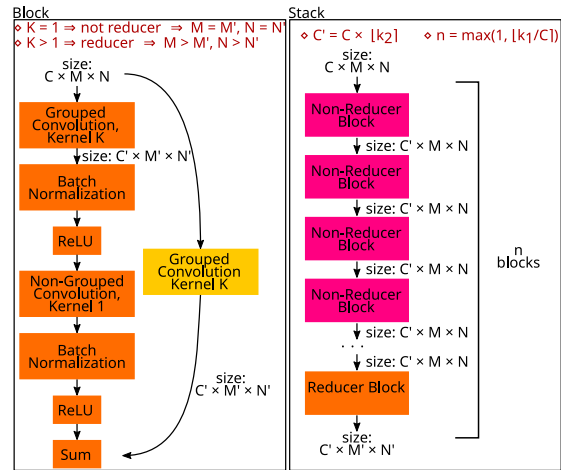 Block
⋄ K = 1 ⇒ not reducer ⇒ M = M', N = N'
⋄ K > 1 ⇒ reducer ⇒ M > M', N > N'
size:
C × M × N
Grouped
Convolution,
Kernel K
size: C' × M' × N'
Batch
Normalization
ReLU
Non-Grouped
Convolution,
Kernel 1
Batch
Normalization
ReLU
Sum
Grouped
Convolution
Kernel K
size:
C' × M' × N'
Stack
⋄ C' = C × ⌊k₂⌉
⋄ n = max(1, ⌊k₁/C⌉)
size:
C × M × N
Non-Reducer
Block
size: C' × M × N
Non-Reducer
Block
size: C' × M × N
Non-Reducer
Block
size: C' × M × N
Non-Reducer
Block
size: C' × M × N
. . .
size: C' × M × N
Reducer Block
size:
C' × M' × N'
n
blocks